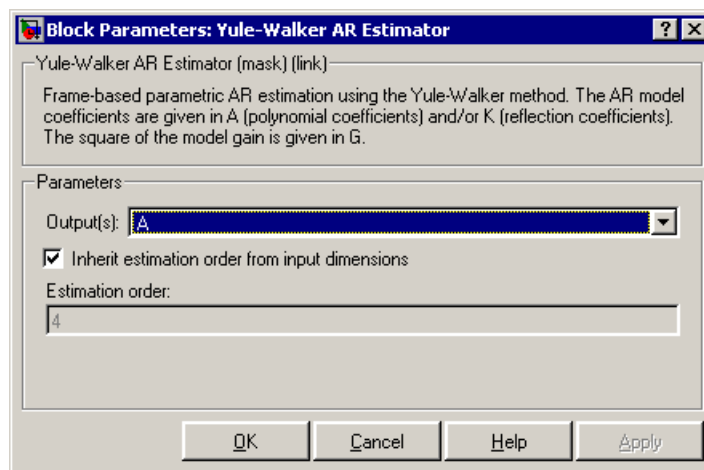 Block Parameters: Yule-Walker AR Estimator
Yule-Walker AR Estimator (mask) (link)
Frame-based parametric AR estimation using the Yule-Walker method. The AR model
coefficients are given in A (polynomial coefficients) and/or K (reflection coefficients).
The square of the model gain is given in G.
Parameters
Output(s): A
Inherit estimation order from input dimensions
Estimation order:
4
OK Cancel Help Apply